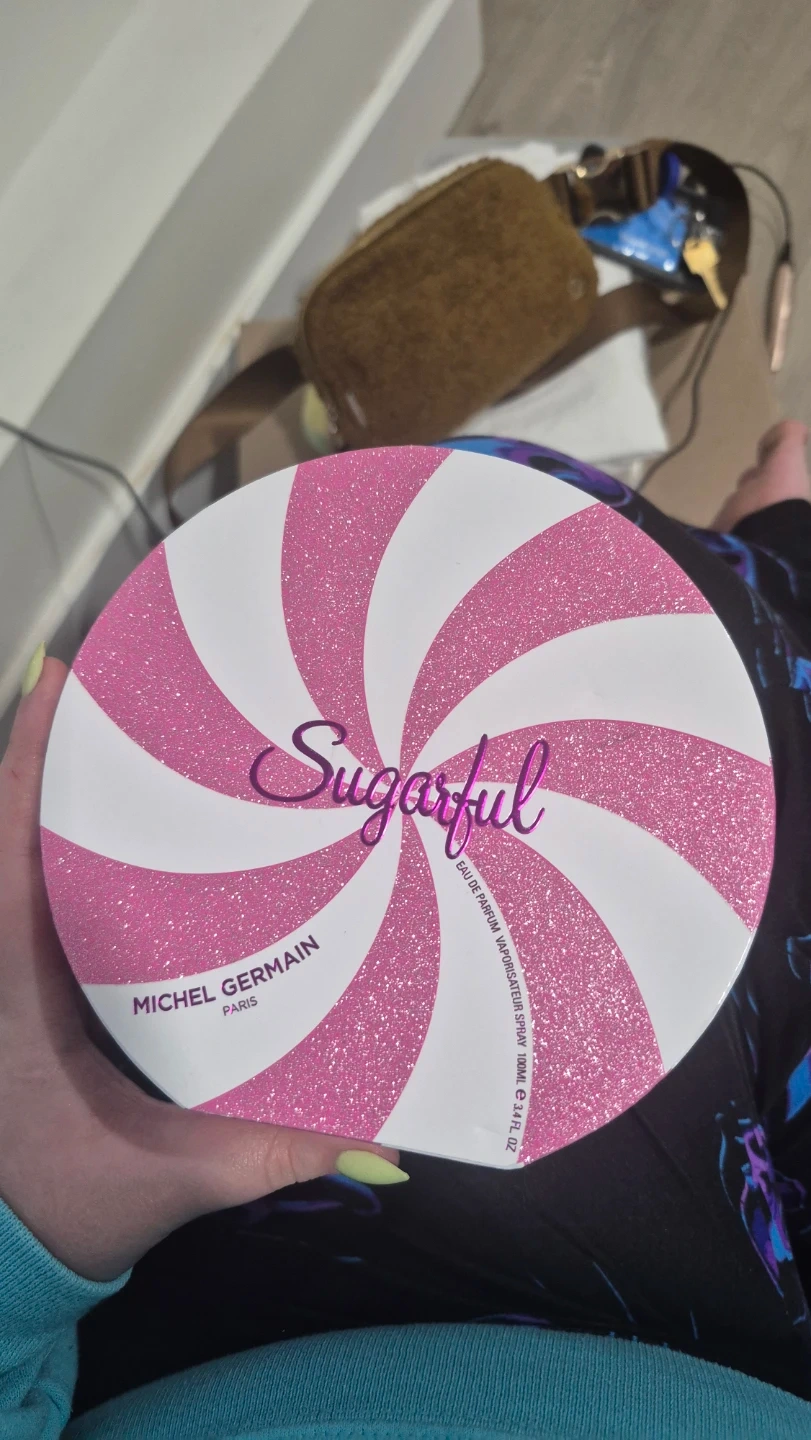 Sugarful
EAU DE PARFUM VAPORISATEUR SPRAY 100ML ℮ 3.4 FL. OZ
MICHEL GERMAIN
PARIS